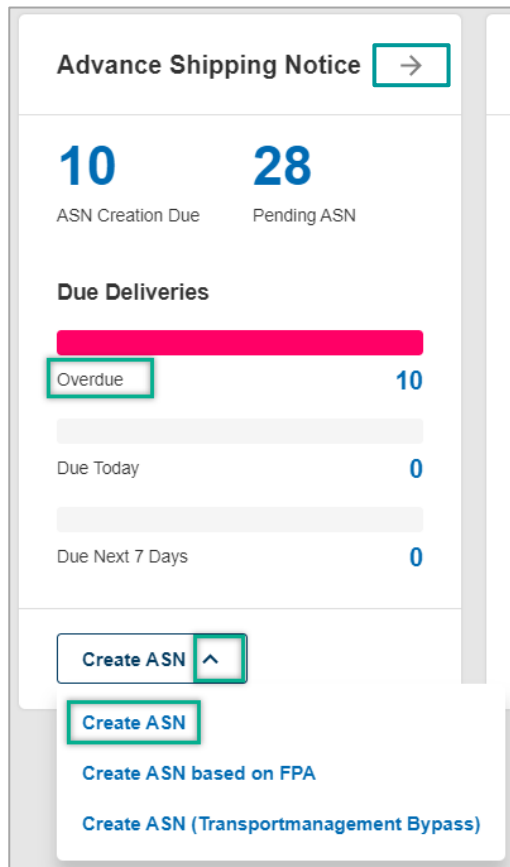 Advance Shipping Notice
10 28
ASN Creation Due Pending ASN
Due Deliveries
Overdue 10
Due Today 0
Due Next 7 Days 0
Create ASN
Create ASN
Create ASN based on FPA
Create ASN (Transportmanagement Bypass)